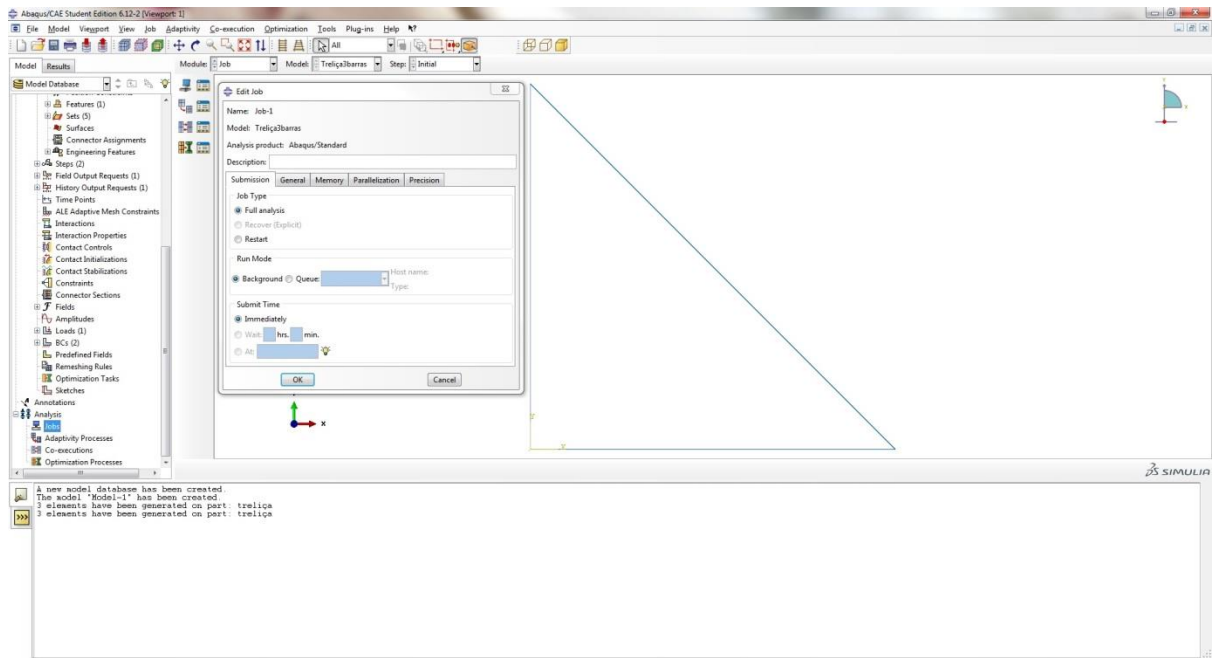 Abaqus/CAE Student Edition 6.12-2 [Viewport: 1]
File Model Viewport View Job Adaptivity Co-execution Optimization Tools Plug-ins Help
All
Model Results
Module: Job Model: Treliça3barras Step: Initial
Model Database
Features (1)
Sets (5)
Surfaces
Connector Assignments
Engineering Features
Steps (2)
Field Output Requests (1)
History Output Requests (1)
Time Points
ALE Adaptive Mesh Constraints
Interactions
Interaction Properties
Contact Controls
Contact Initializations
Contact Stabilizations
Constraints
Connector Sections
Fields
Amplitudes
Loads (1)
BCs (2)
Predefined Fields
Remeshing Rules
Optimization Tasks
Sketches
Annotations
Analysis
Jobs
Adaptivity Processes
Co-executions
Optimization Processes
Edit Job
Name: Job-1
Model: Treliça3barras
Analysis product: Abaqus/Standard
Description:
Submission General Memory Parallelization Precision
Job Type
Full analysis
Recover (Explicit)
Restart
Run Mode
Background Queue: Host name:
Type:
Submit Time
Immediately
Wait: hrs. min.
At:
OK Cancel
x
SIMULIA
A new model database has been created.
The model "Model-1" has been created.
3 elements have been generated on part: treliça
3 elements have been generated on part: treliça